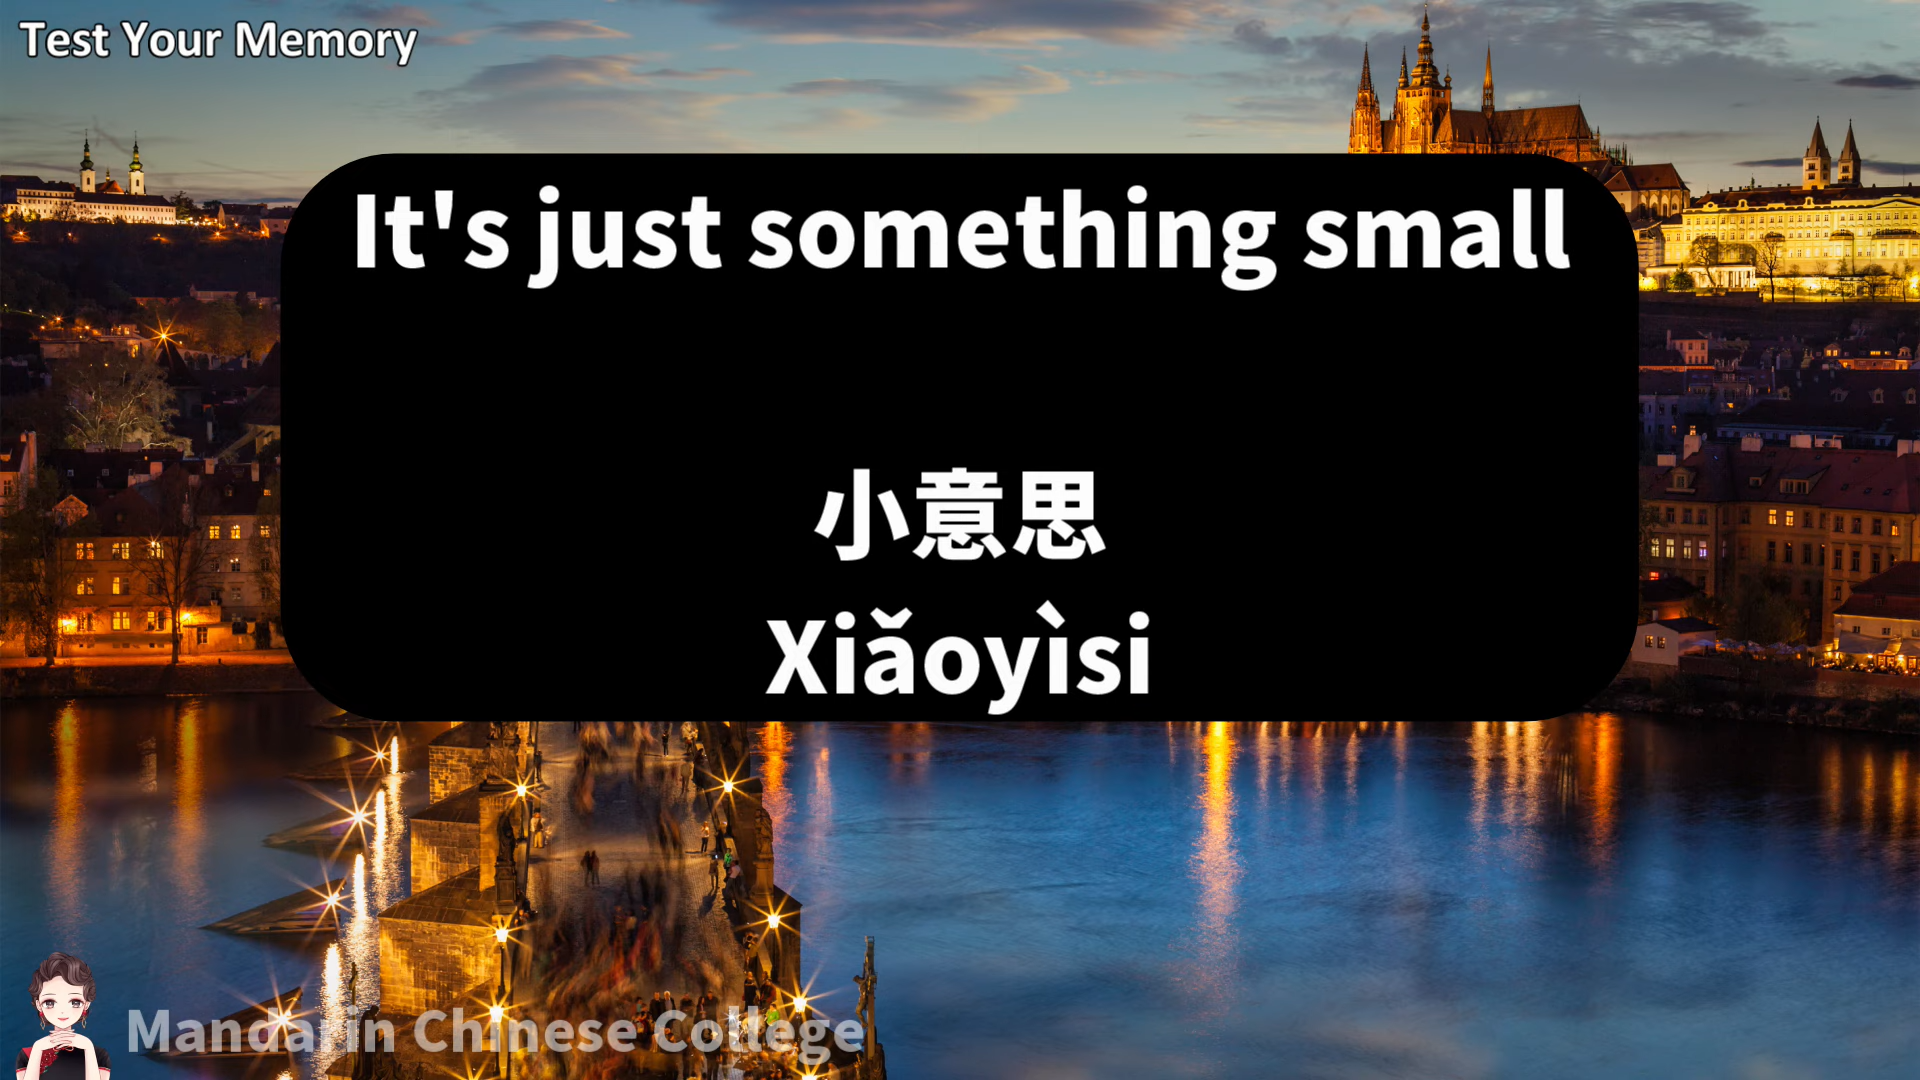 Test Your Memory
It's just something small
小意思
Xiǎoyìsi
Mandarin Chinese College